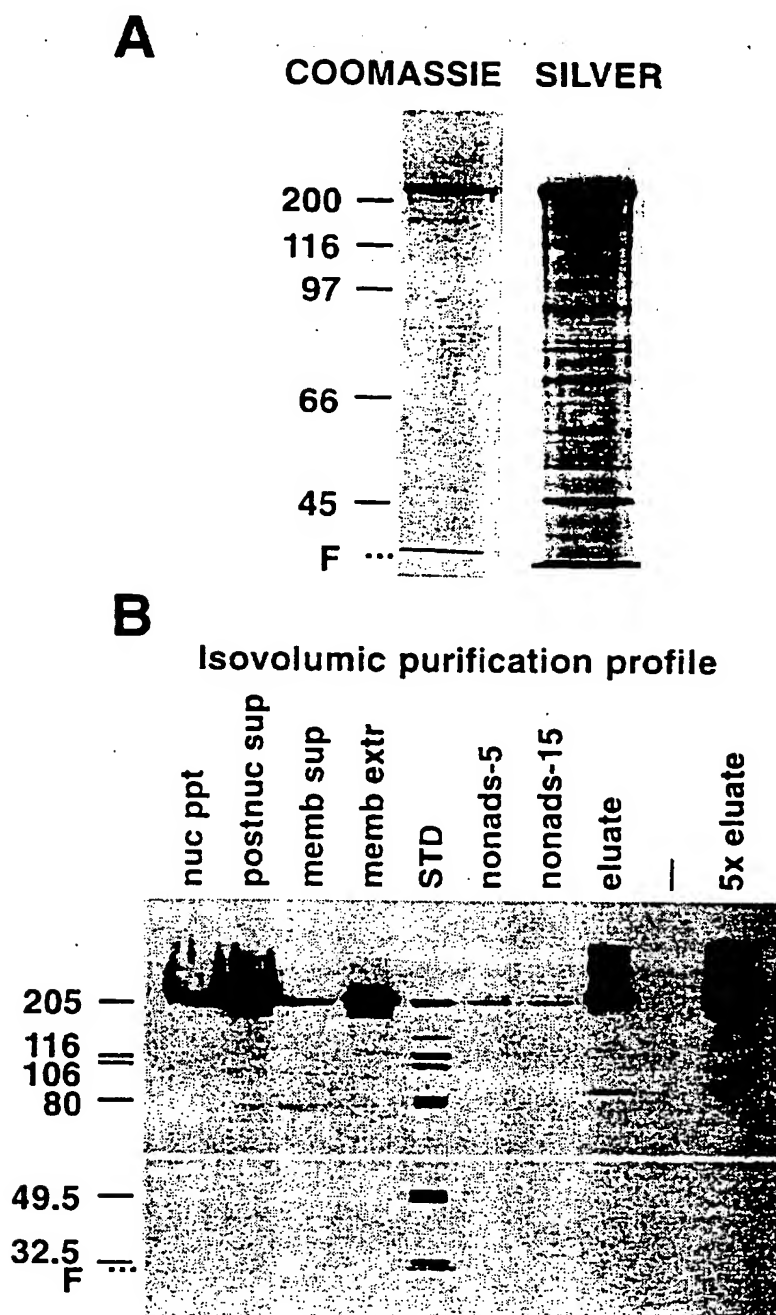 A
COOMASSIE SILVER
200
116
97
66
45
F
B
Isovolumic purification profile
nuc ppt
postnuc sup
memb sup
memb extr
STD
nonads-5
nonads-15
eluate
—
5x eluate
205
116
106
80
49.5
32.5
F